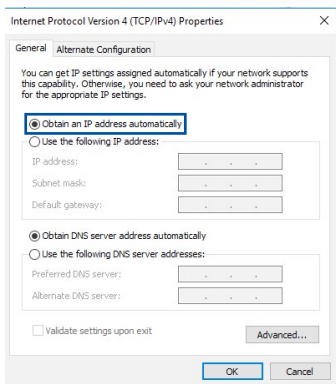 Internet Protocol Version 4 (TCP/IPv4) Properties
General
Alternate Configuration
You can get IP settings assigned automatically if your network supports
this capability. Otherwise, you need to ask your network administrator
for the appropriate IP settings.
Obtain an IP address automatically
Use the following IP address:
IP address:
Subnet mask:
Default gateway:
Obtain DNS server address automatically
Use the following DNS server addresses:
Preferred DNS server:
Alternate DNS server:
Validate settings upon exit
Advanced...
OK
Cancel